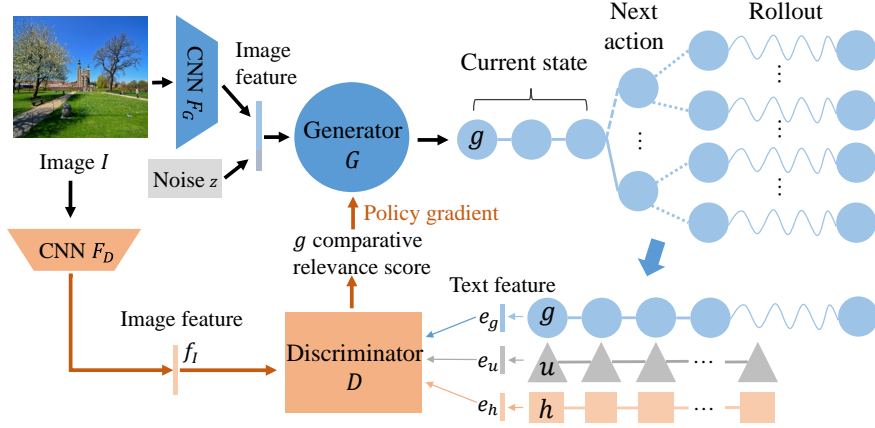 Next
action
Rollout
CNN F_G
Image
feature
Current state
Generator
G
g
⋮
⋮
⋮
Image I
Noise z
Policy gradient
CNN F_D
g comparative
relevance score
Text feature
Image feature
f_I
Discriminator
D
e_g
g
e_u
u
...
e_h
h
...